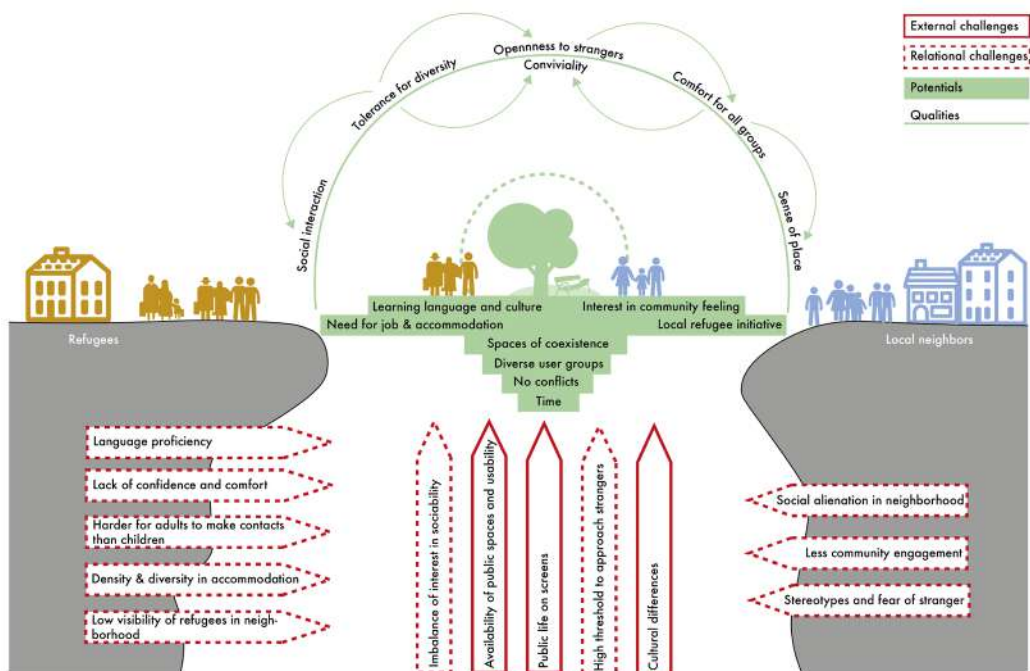 External challenges
Relational challenges
Potentials
Qualities
Opennness to strangers
Conviviality
Tolerance for diversity
Comfort for all groups
Social interaction
Sense of place
Learning language and culture
Interest in community feeling
Need for job & accommodation
Local refugee initiative
Refugees
Local neighbors
Spaces of coexistence
Diverse user groups
No conflicts
Time
Language proficiency
Lack of confidence and comfort
Harder for adults to make contacts
than children
Density & diversity in accommodation
Low visibility of refugees in neigh-
borhood
Imbalance of interest in sociability
Availability of public spaces and usability
Public life on screens
High threshold to approach strangers
Cultural differences
Social alienation in neighborhood
Less community engagement
Stereotypes and fear of stranger